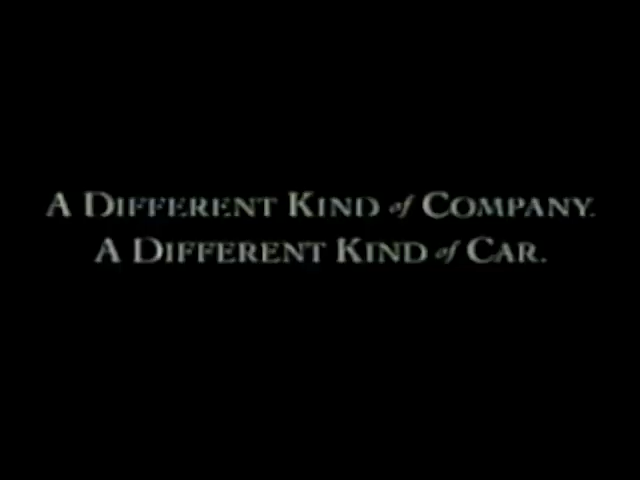 A DIFFERENT KIND of COMPANY.
A DIFFERENT KIND of CAR.